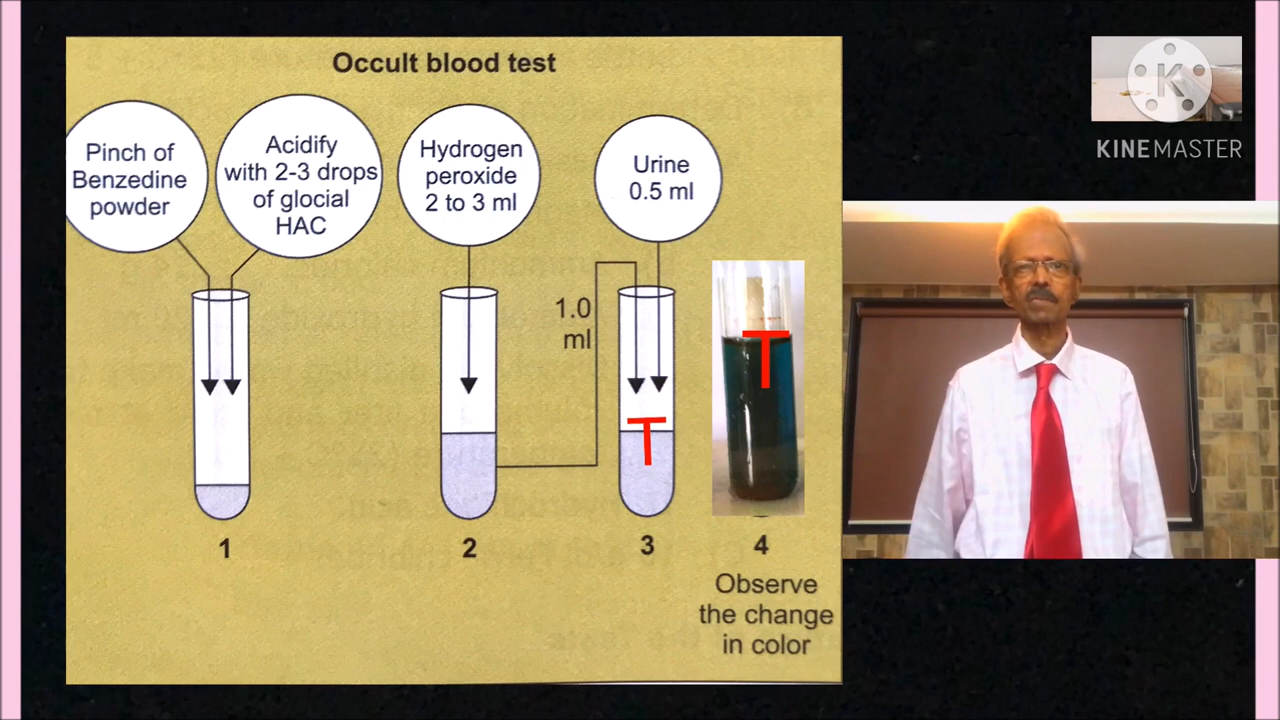 Occult blood test
Pinch of
Benzedine
powder
Acidify
with 2-3 drops
of glocial
HAC
Hydrogen
peroxide
2 to 3 ml
Urine
0.5 ml
1.0
ml
T
T
1
2
3
4
Observe
the change
in color
K
KINEMASTER